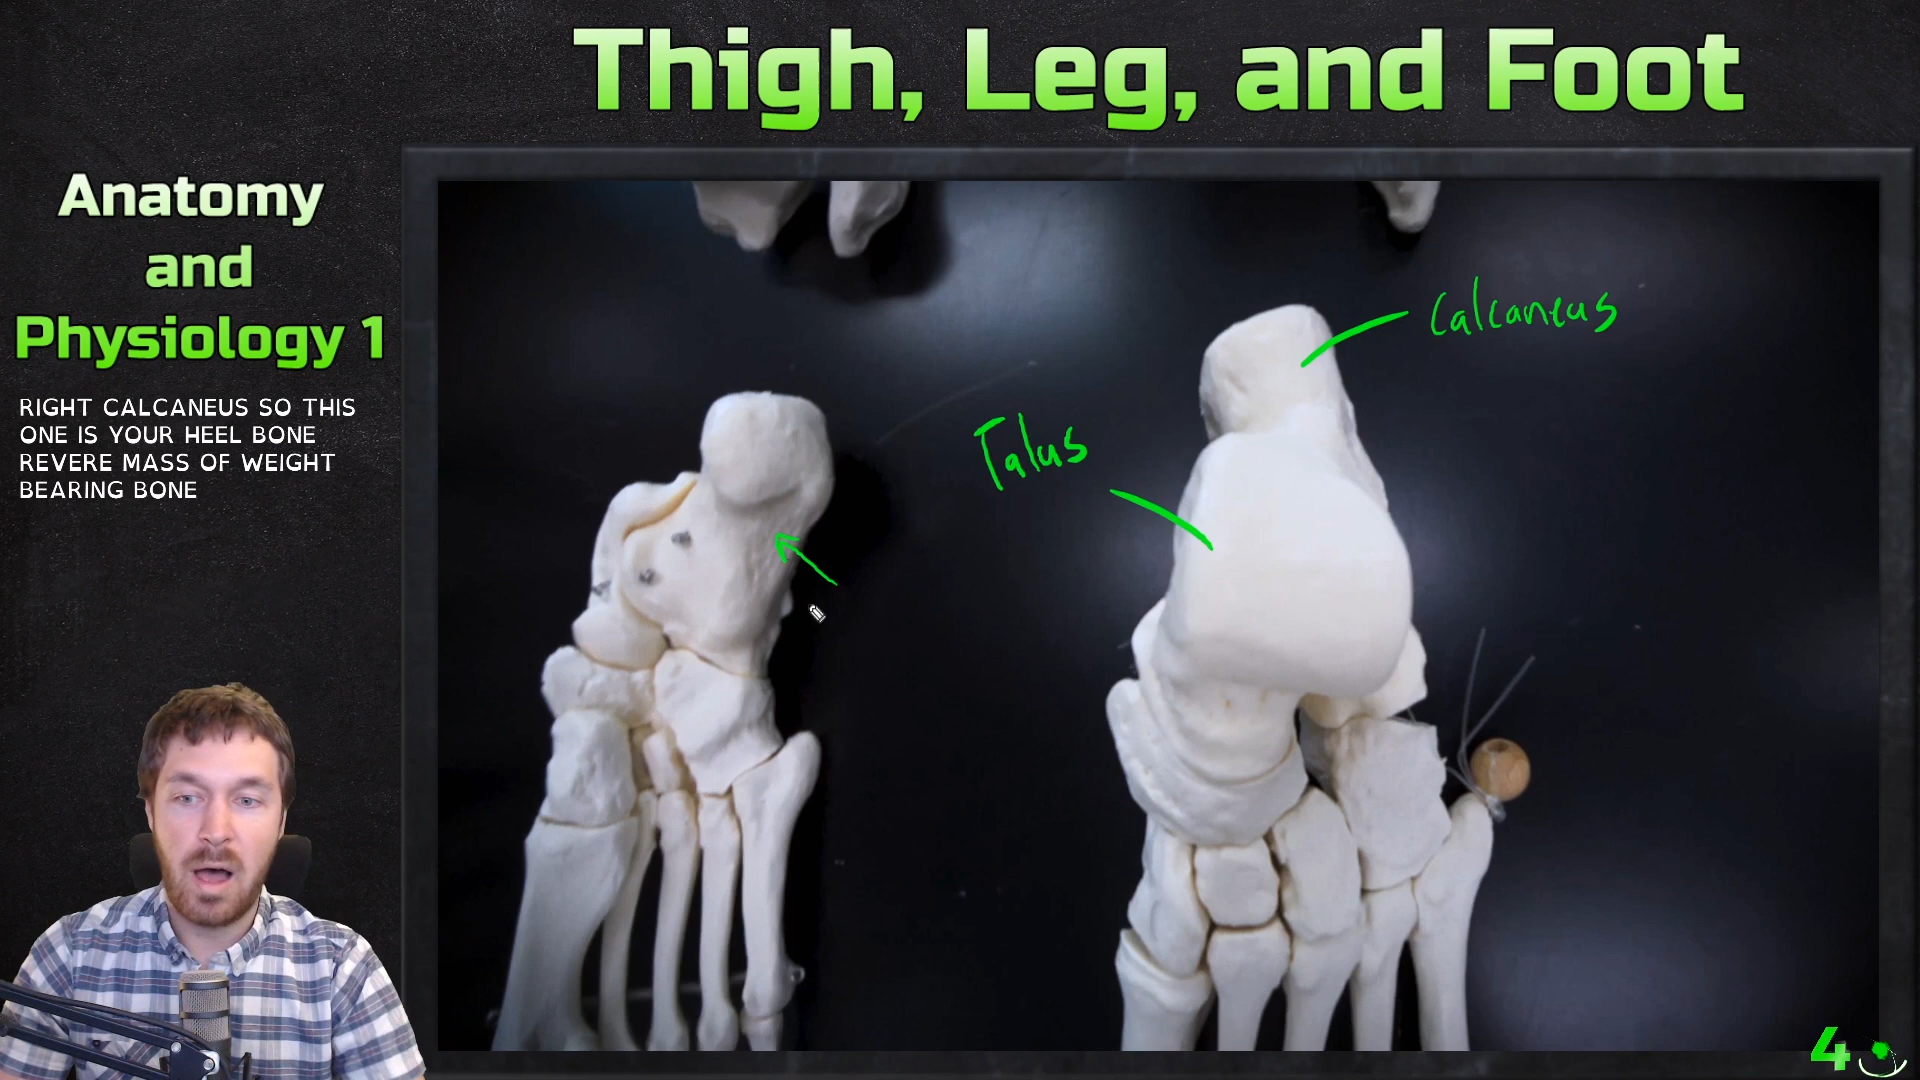 Thigh, Leg, and Foot
Anatomy
and
Physiology 1
RIGHT CALCANEUS SO THIS
ONE IS YOUR HEEL BONE
REVERE MASS OF WEIGHT
BEARING BONE
Calcaneus
Talus
4